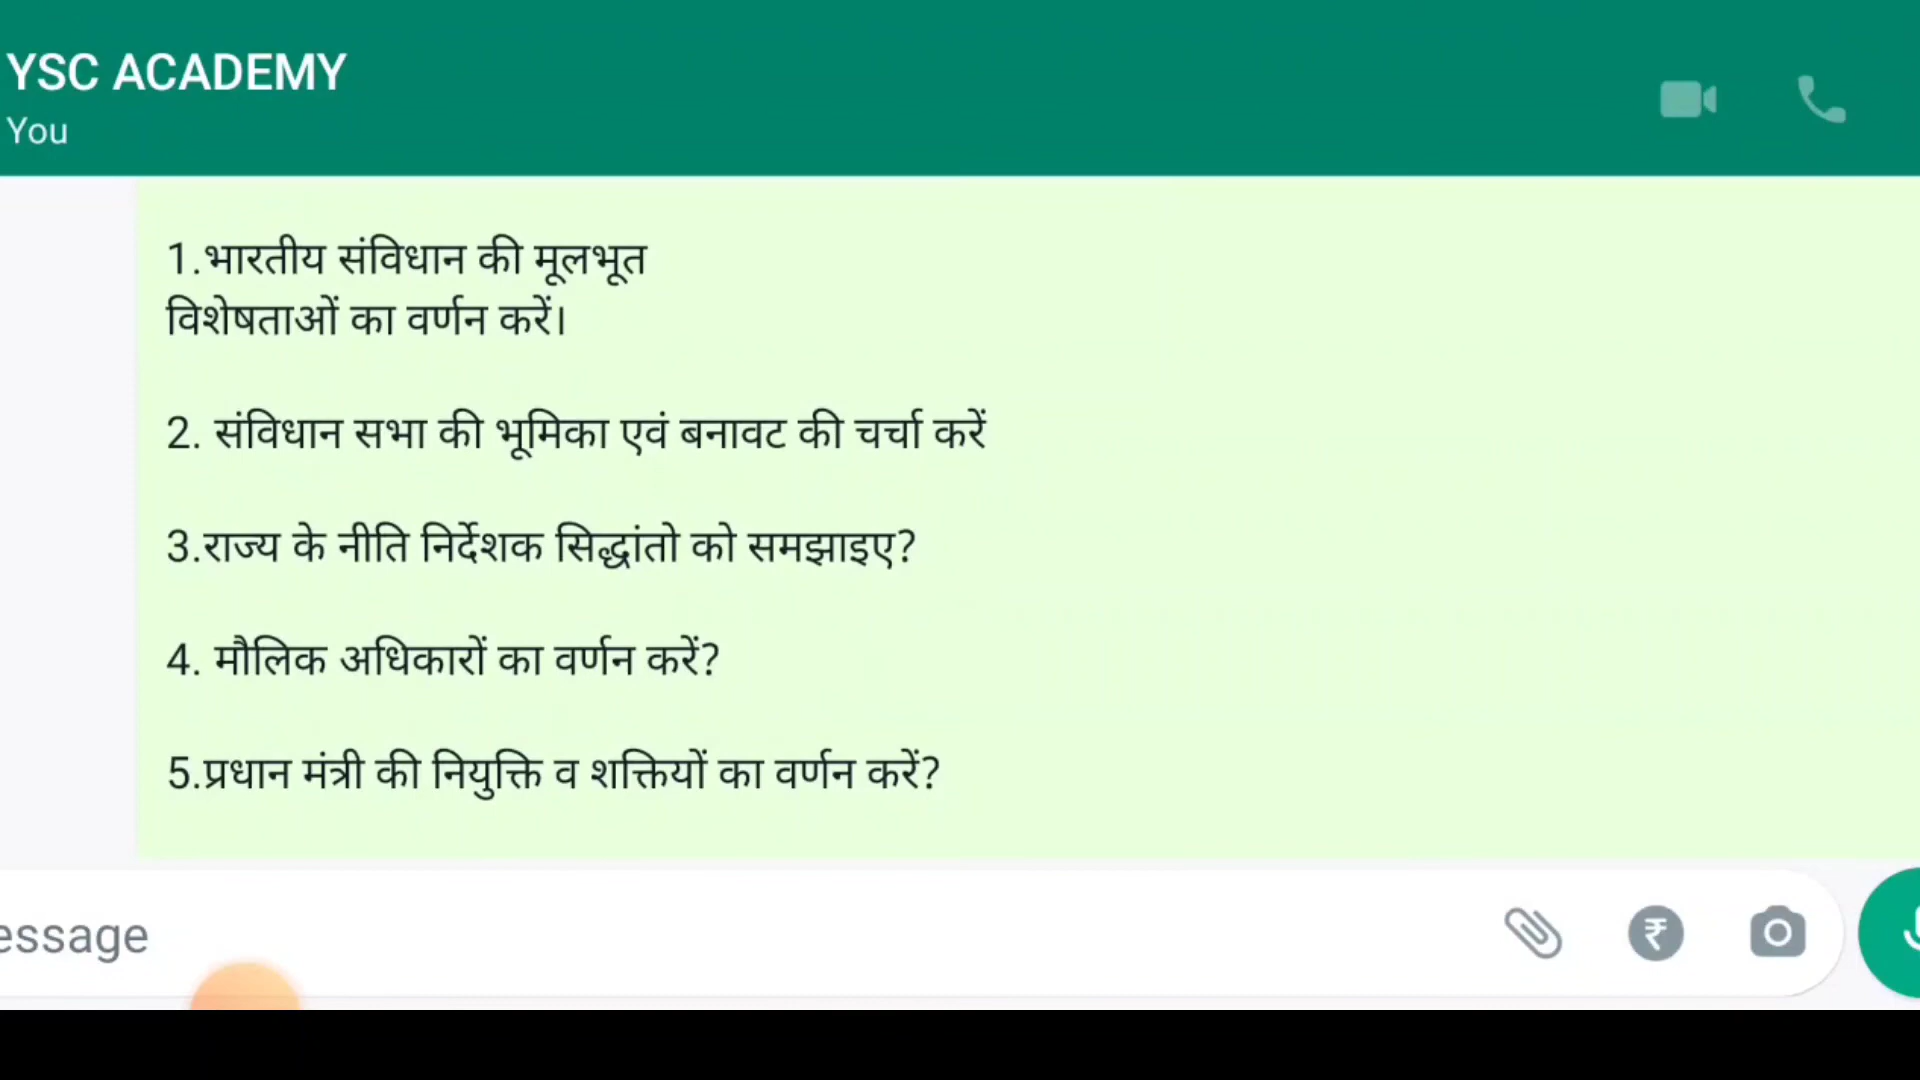 YSC ACADEMY
You
1.भारतीय संविधान की मूलभूत
विशेषताओं का वर्णन करें।
2. संविधान सभा की भूमिका एवं बनावट की चर्चा करें
3.राज्य के नीति निर्देशक सिद्धांतो को समझाइए?
4. मौलिक अधिकारों का वर्णन करें?
5.प्रधान मंत्री की नियुक्ति व शक्तियों का वर्णन करें?
essage